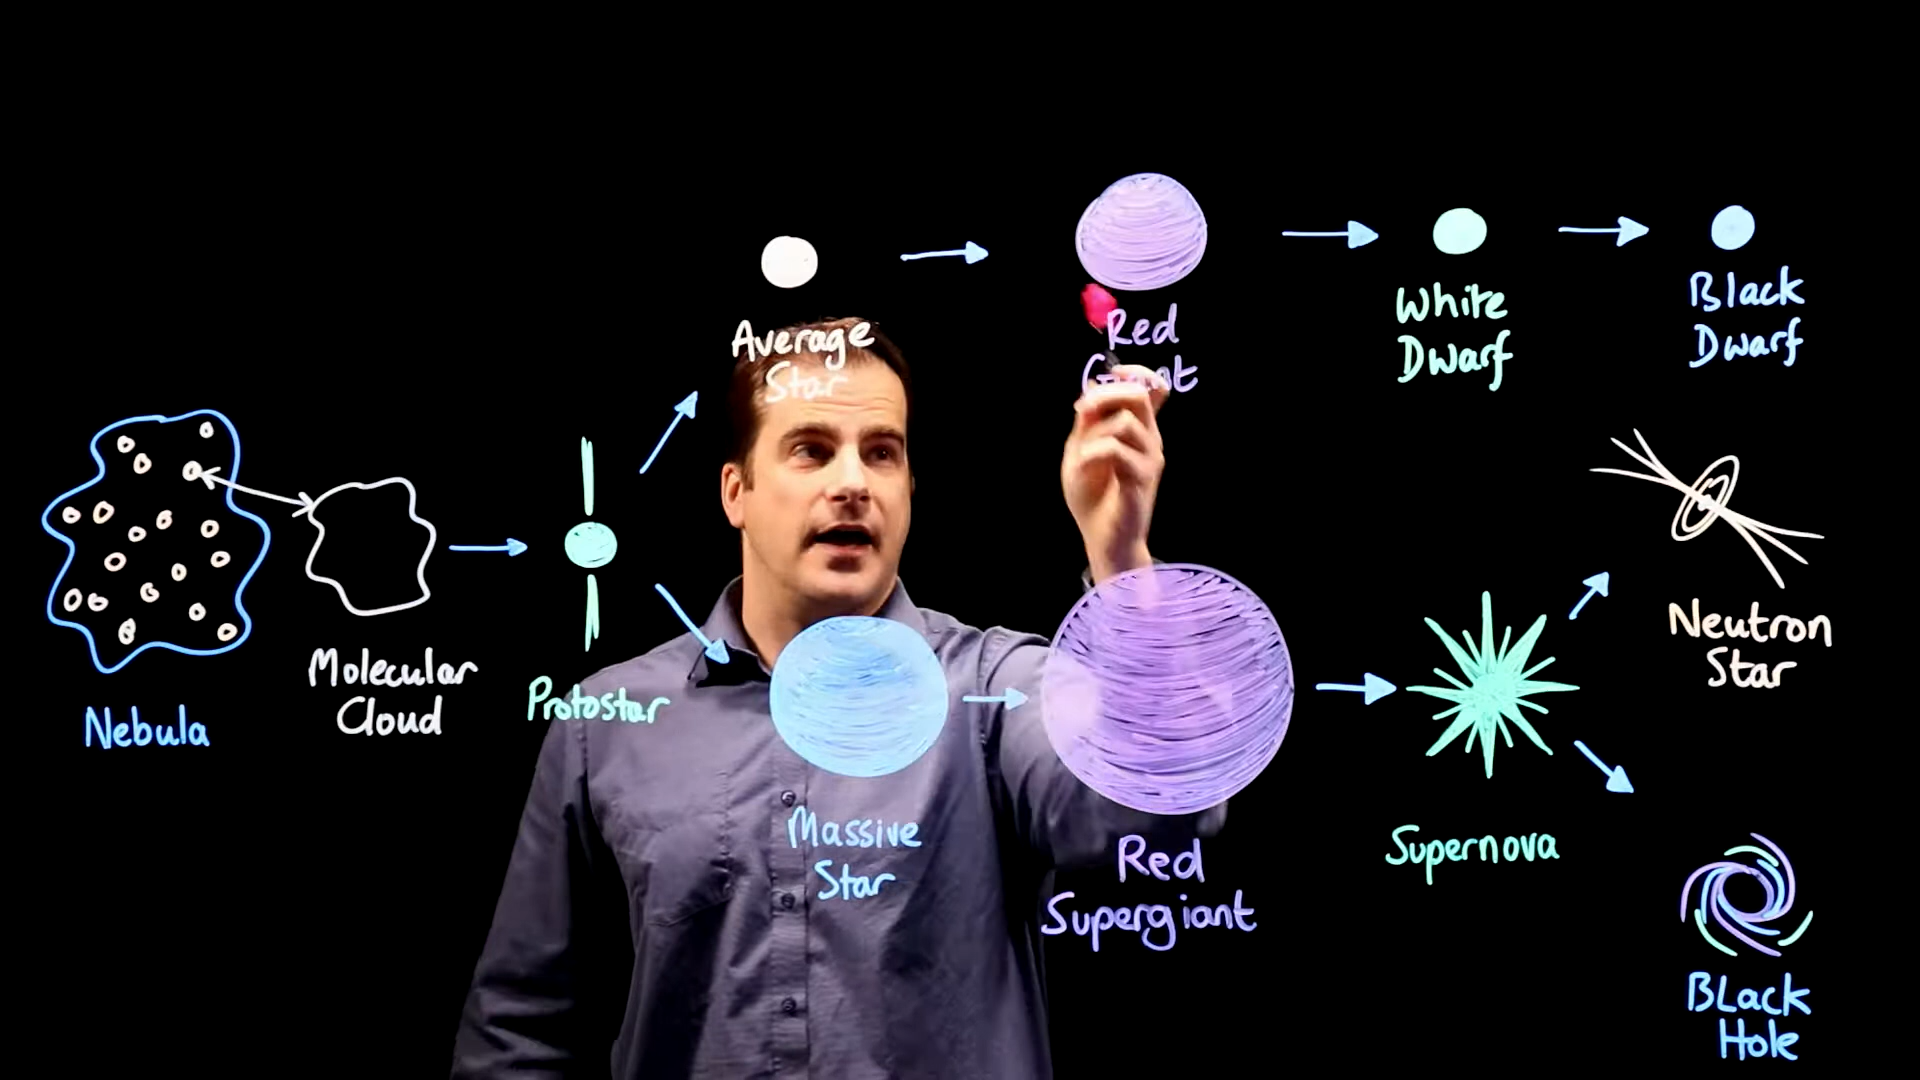 Nebula
Molecular
Cloud
Protostar
Average
Star
Red
Giant
White
Dwarf
Black
Dwarf
Massive
Star
Red
Supergiant
Supernova
Neutron
Star
BLack
Hole